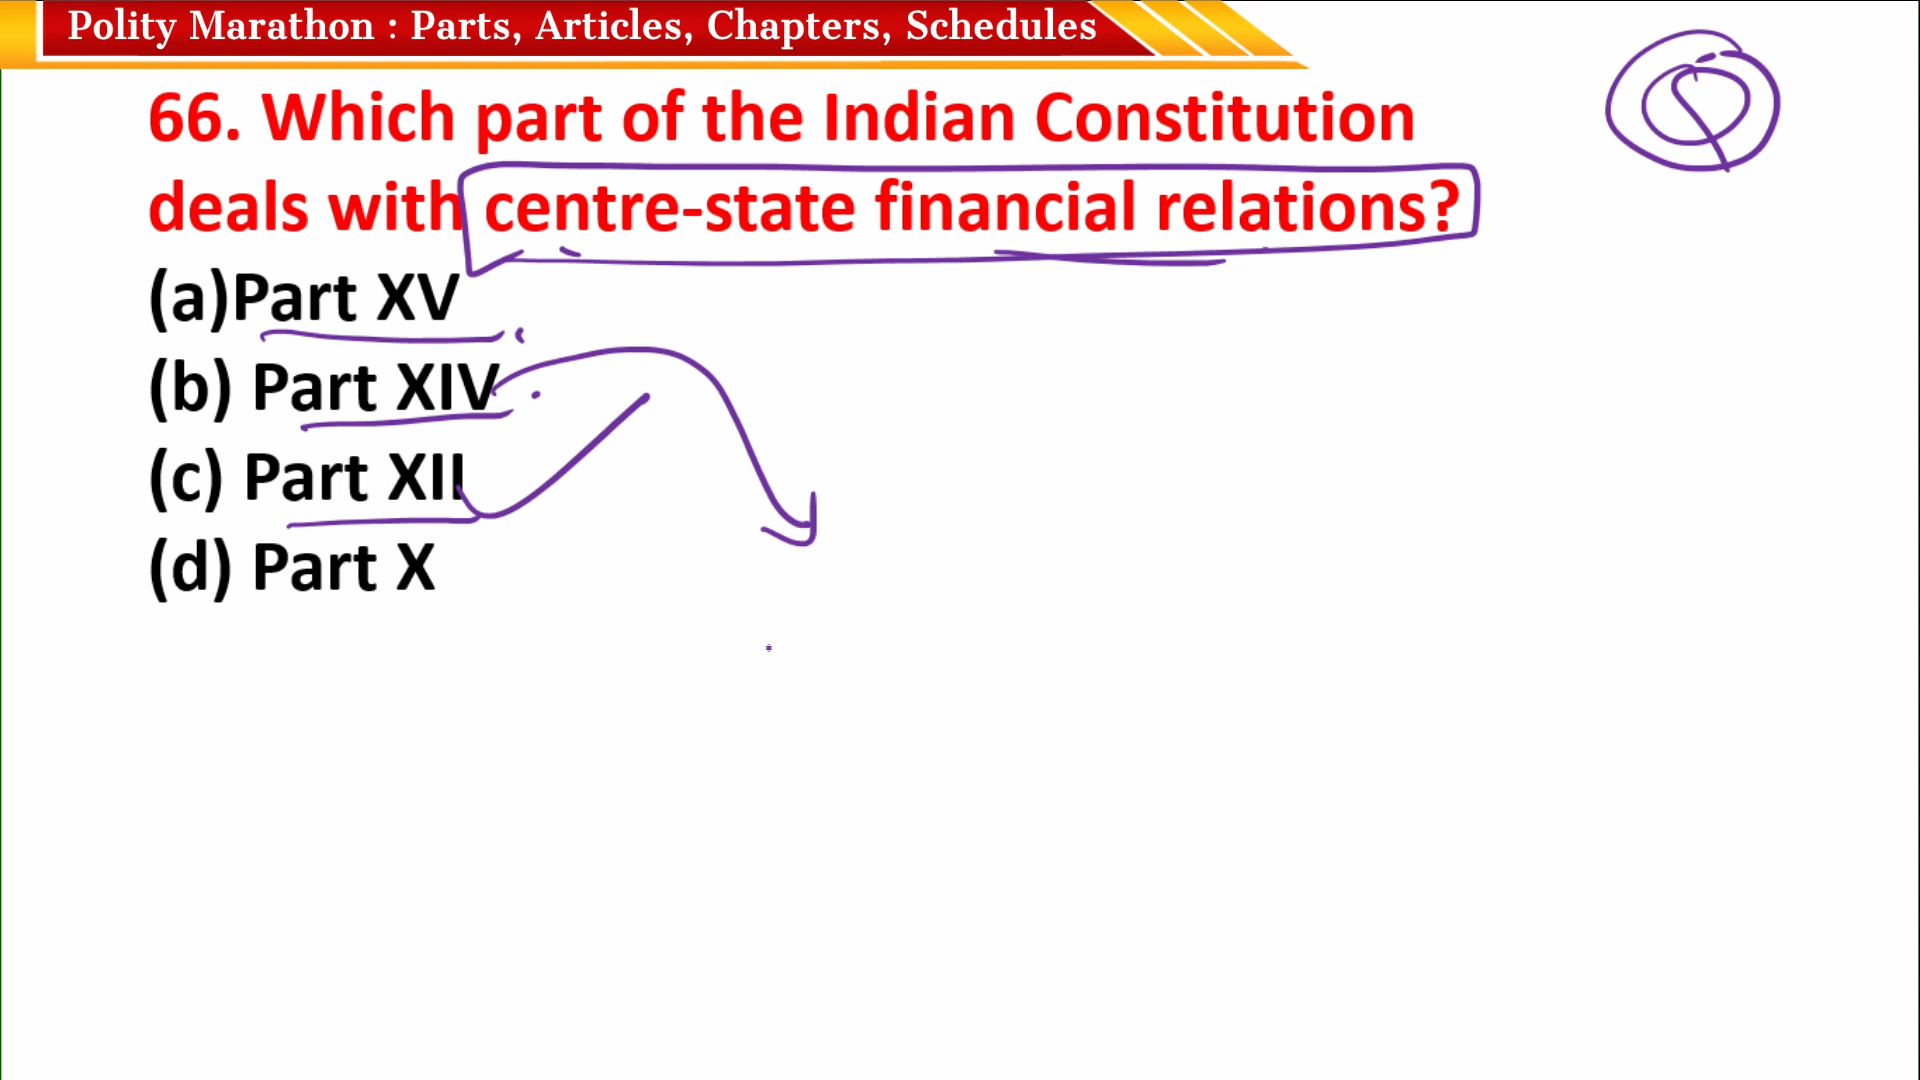 Polity Marathon : Parts, Articles, Chapters, Schedules
66. Which part of the Indian Constitution
deals with centre-state financial relations?
(a)Part XV
(b) Part XIV
(c) Part XII
(d) Part X